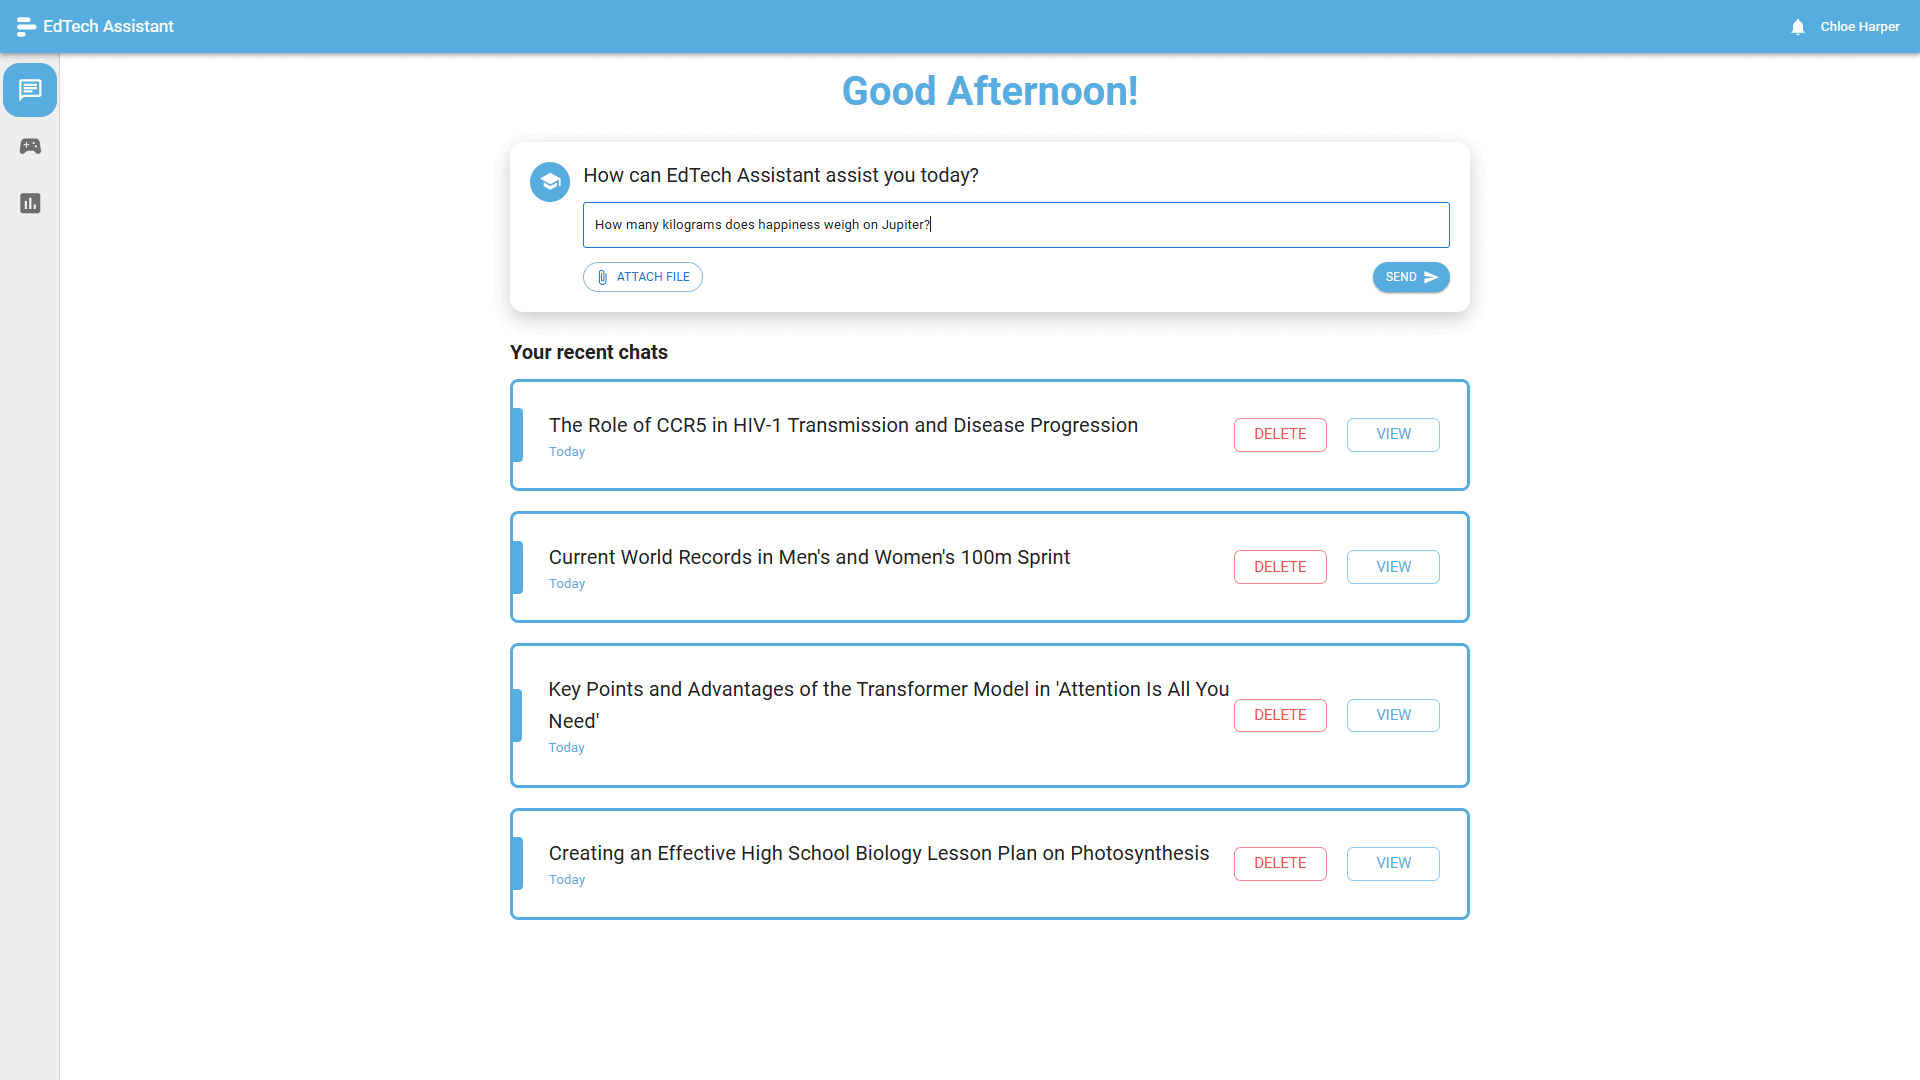 EdTech Assistant
Chloe Harper
Good Afternoon!
How can EdTech Assistant assist you today?
How many kilograms does happiness weigh on Jupiter?
ATTACH FILE
SEND
Your recent chats
The Role of CCR5 in HIV-1 Transmission and Disease Progression
Today
DELETE
VIEW
Current World Records in Men's and Women's 100m Sprint
Today
DELETE
VIEW
Key Points and Advantages of the Transformer Model in 'Attention Is All You
Need'
Today
DELETE
VIEW
Creating an Effective High School Biology Lesson Plan on Photosynthesis
Today
DELETE
VIEW